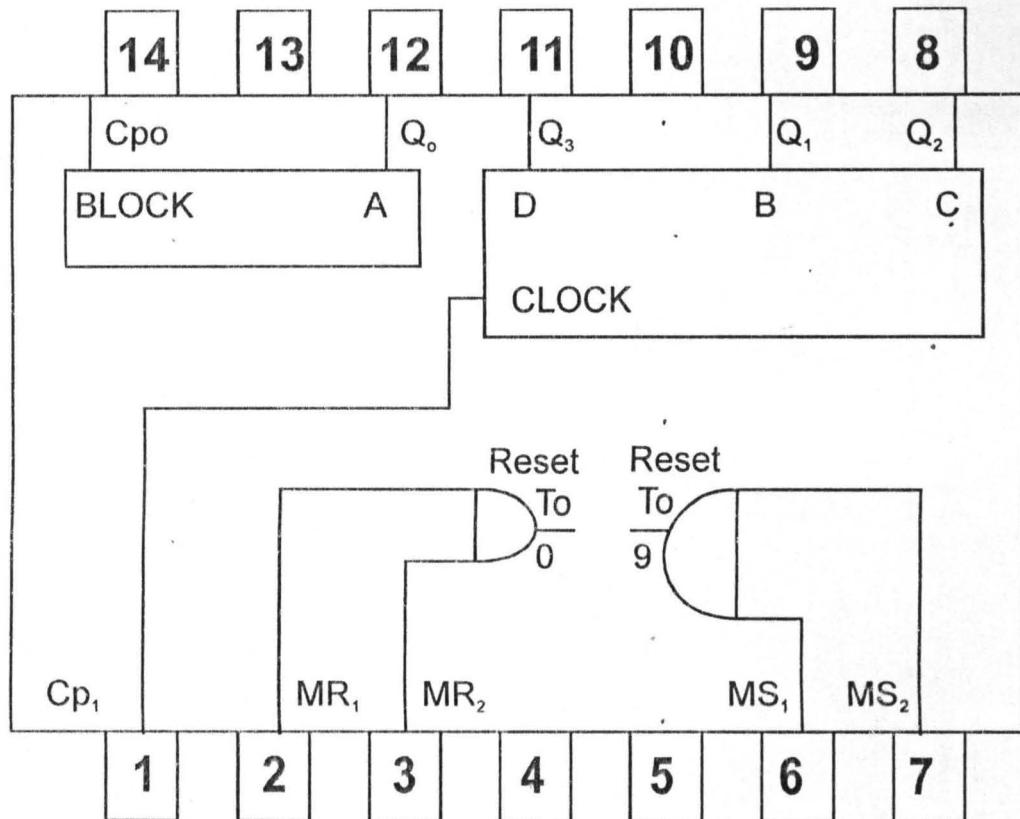 14 13 12 11 10 9 8
Cpo Q₀ Q₃ Q₁ Q₂
BLOCK A D B C
CLOCK
Reset Reset
To To
0 9
Cp₁ MR₁ MR₂ MS₁ MS₂
1 2 3 4 5 6 7